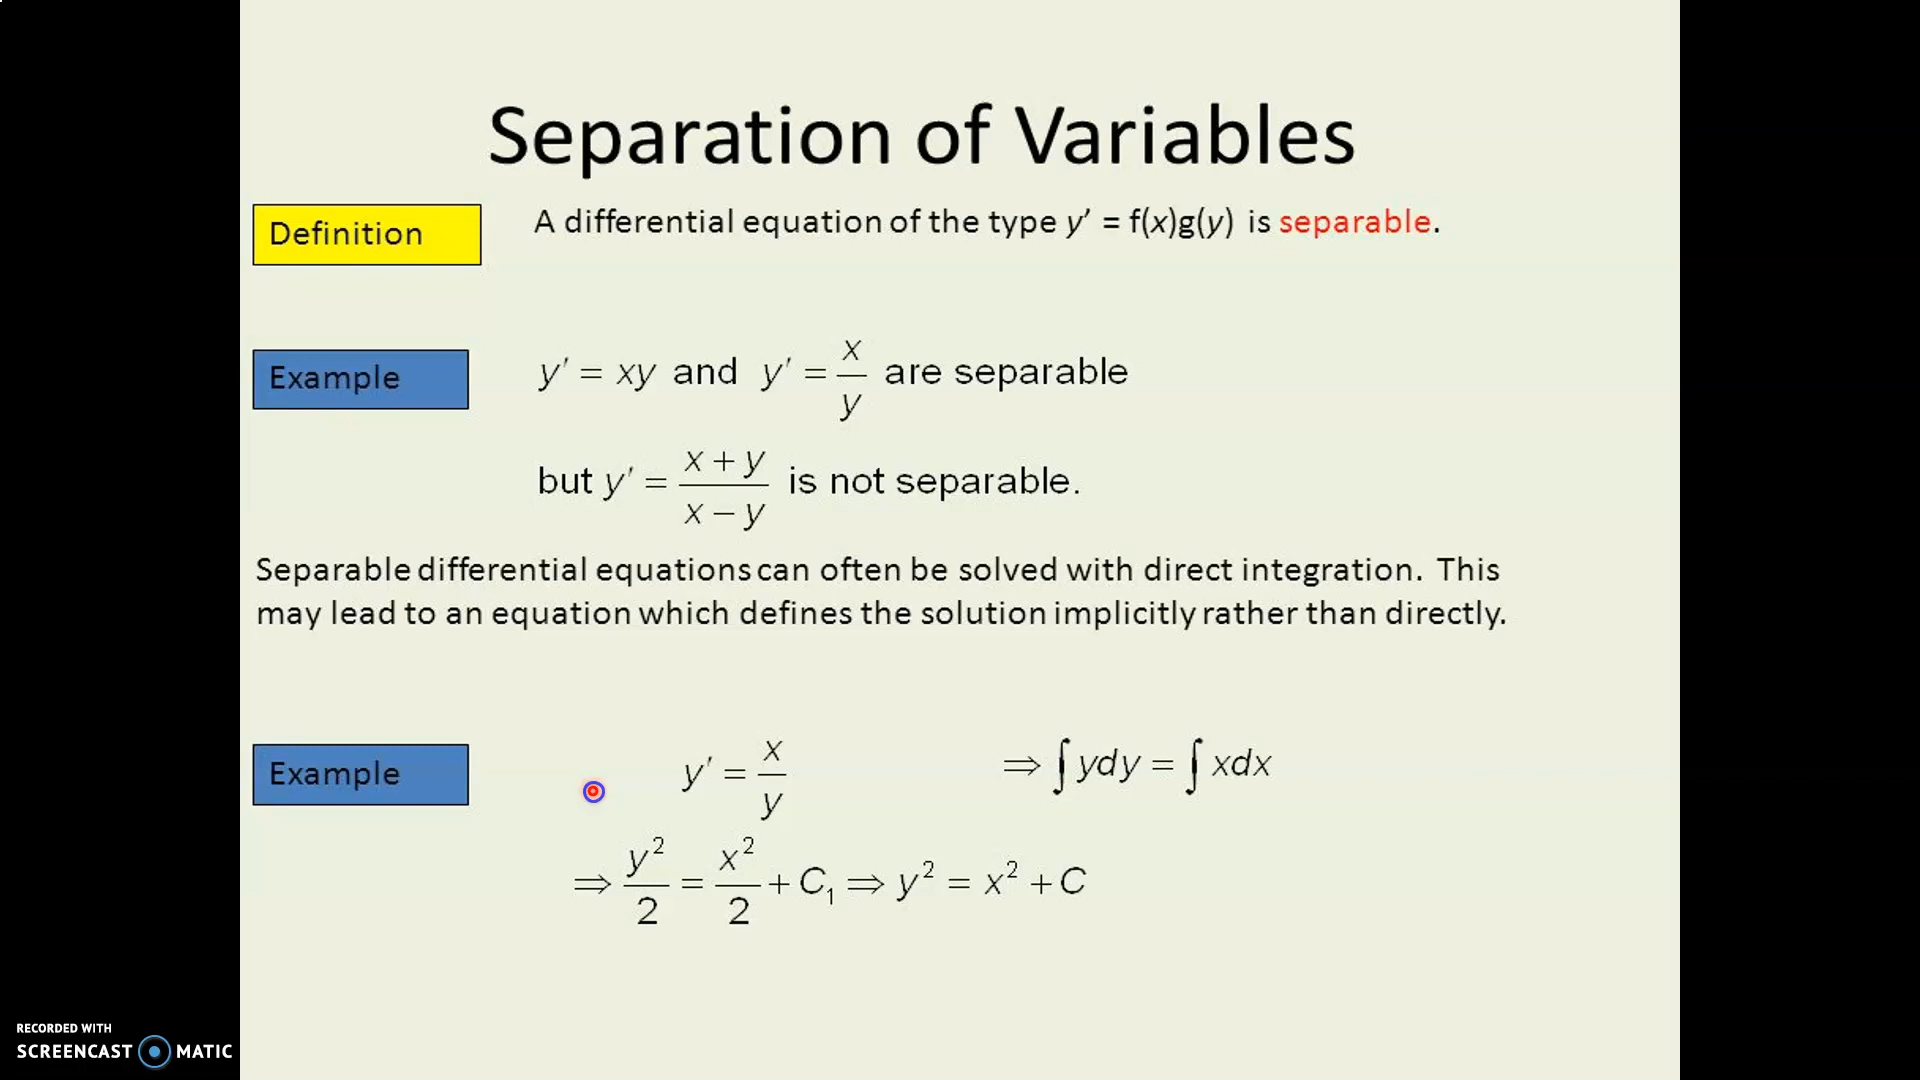 Separation of Variables
Definition
A differential equation of the type y’ = f(x)g(y) is separable.
Example
y′ = xy and y′ = x/y are separable
but y′ = (x + y)/(x − y) is not separable.
Separable differential equations can often be solved with direct integration. This
may lead to an equation which defines the solution implicitly rather than directly.
Example
y′ = x/y ⇒ ∫ ydy = ∫ xdx
⇒ y²/2 = x²/2 + C₁ ⇒ y² = x² + C
RECORDED WITH
SCREENCAST MATIC